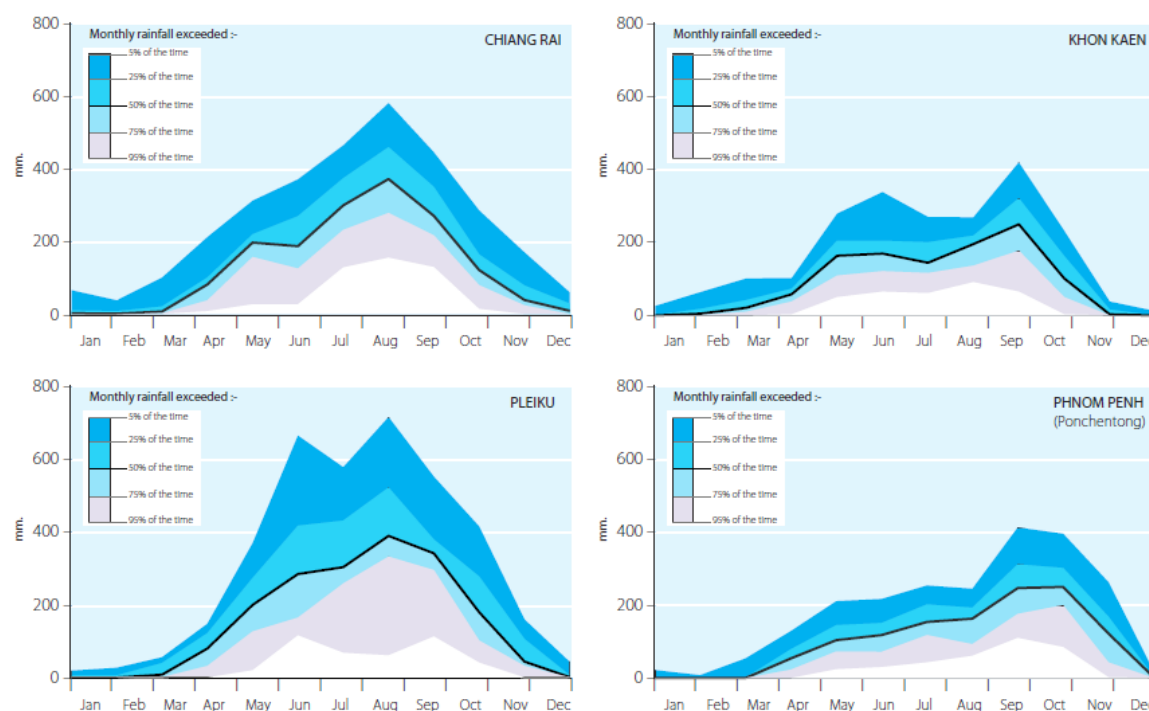 CHIANG RAI
Monthly rainfall exceeded :-
5% of the time
25% of the time
50% of the time
75% of the time
95% of the time
mm.
800
600
400
200
0
Jan Feb Mar Apr May Jun Jul Aug Sep Oct Nov Dec
KHON KAEN
Monthly rainfall exceeded :-
5% of the time
25% of the time
50% of the time
75% of the time
95% of the time
mm.
800
600
400
200
0
Jan Feb Mar Apr May Jun Jul Aug Sep Oct Nov De
PLEIKU
Monthly rainfall exceeded :-
5% of the time
25% of the time
50% of the time
75% of the time
95% of the time
mm.
800
600
400
200
0
Jan Feb Mar Apr May Jun Jul Aug Sep Oct Nov Dec
PHNOM PENH
(Ponchentong)
Monthly rainfall exceeded :-
5% of the time
25% of the time
50% of the time
75% of the time
95% of the time
mm.
800
600
400
200
0
Jan Feb Mar Apr May Jun Jul Aug Sep Oct Nov De